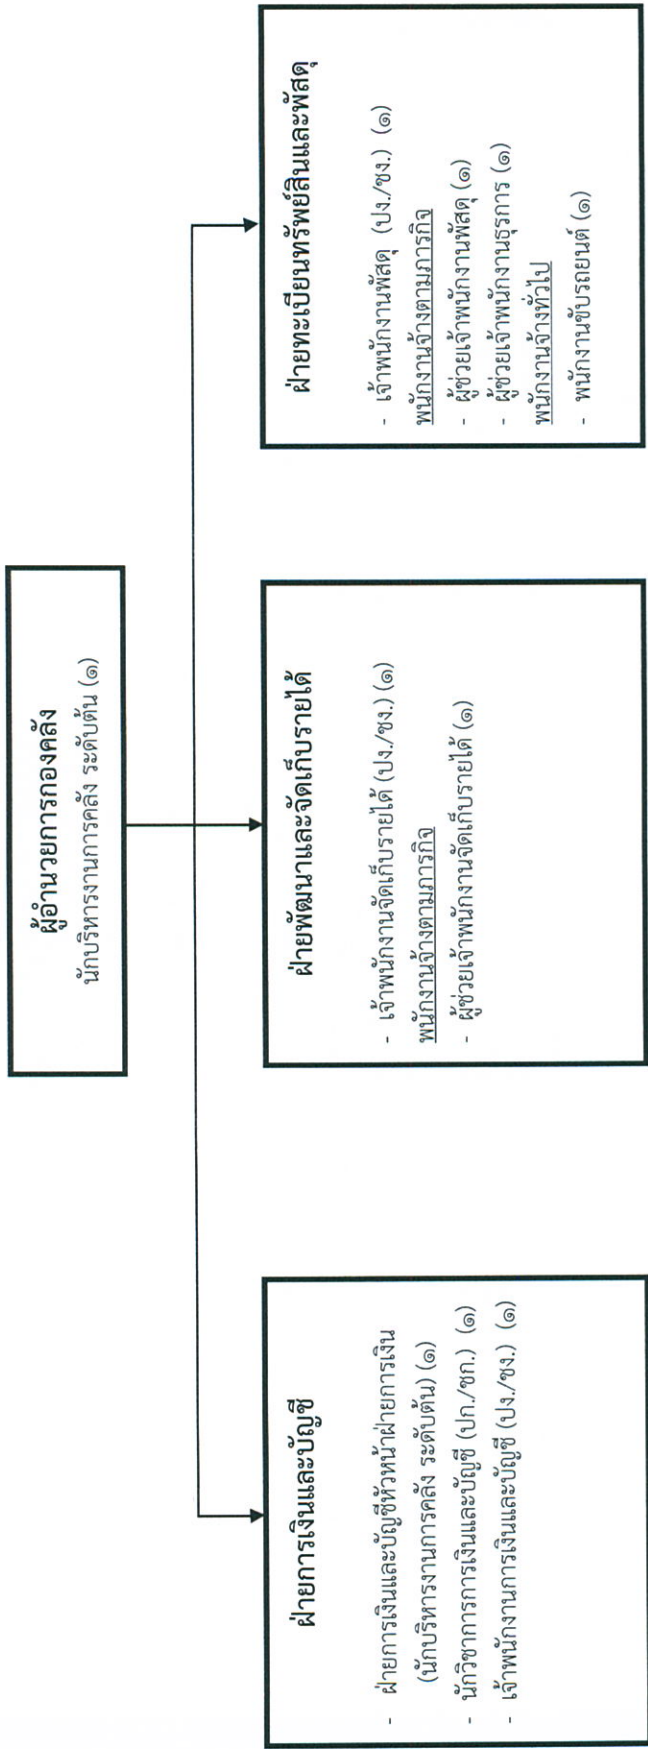 ผู้อำนวยการกองคลัง
นักบริหารงานการคลัง ระดับต้น (๑)
ฝ่ายการเงินและบัญชี
- ฝ่ายการเงินและบัญชีหัวหน้าฝ่ายการเงิน
(นักบริหารงานการคลัง ระดับต้น) (๑)
- นักวิชาการการเงินและบัญชี (ปก./ชก.) (๑)
- เจ้าพนักงานการเงินและบัญชี (ปง./ชง.) (๑)
ฝ่ายพัฒนาและจัดเก็บรายได้
- เจ้าพนักงานจัดเก็บรายได้ (ปง./ชง.) (๑)
พนักงานจ้างตามภารกิจ
- ผู้ช่วยเจ้าพนักงานจัดเก็บรายได้ (๑)
ฝ่ายทะเบียนทรัพย์สินและพัสดุ
- เจ้าพนักงานพัสดุ (ปง./ชง.) (๑)
พนักงานจ้างตามภารกิจ
- ผู้ช่วยเจ้าพนักงานพัสดุ (๑)
- ผู้ช่วยเจ้าพนักงานธุรการ (๑)
พนักงานจ้างทั่วไป
- พนักงานขับรถยนต์ (๑)